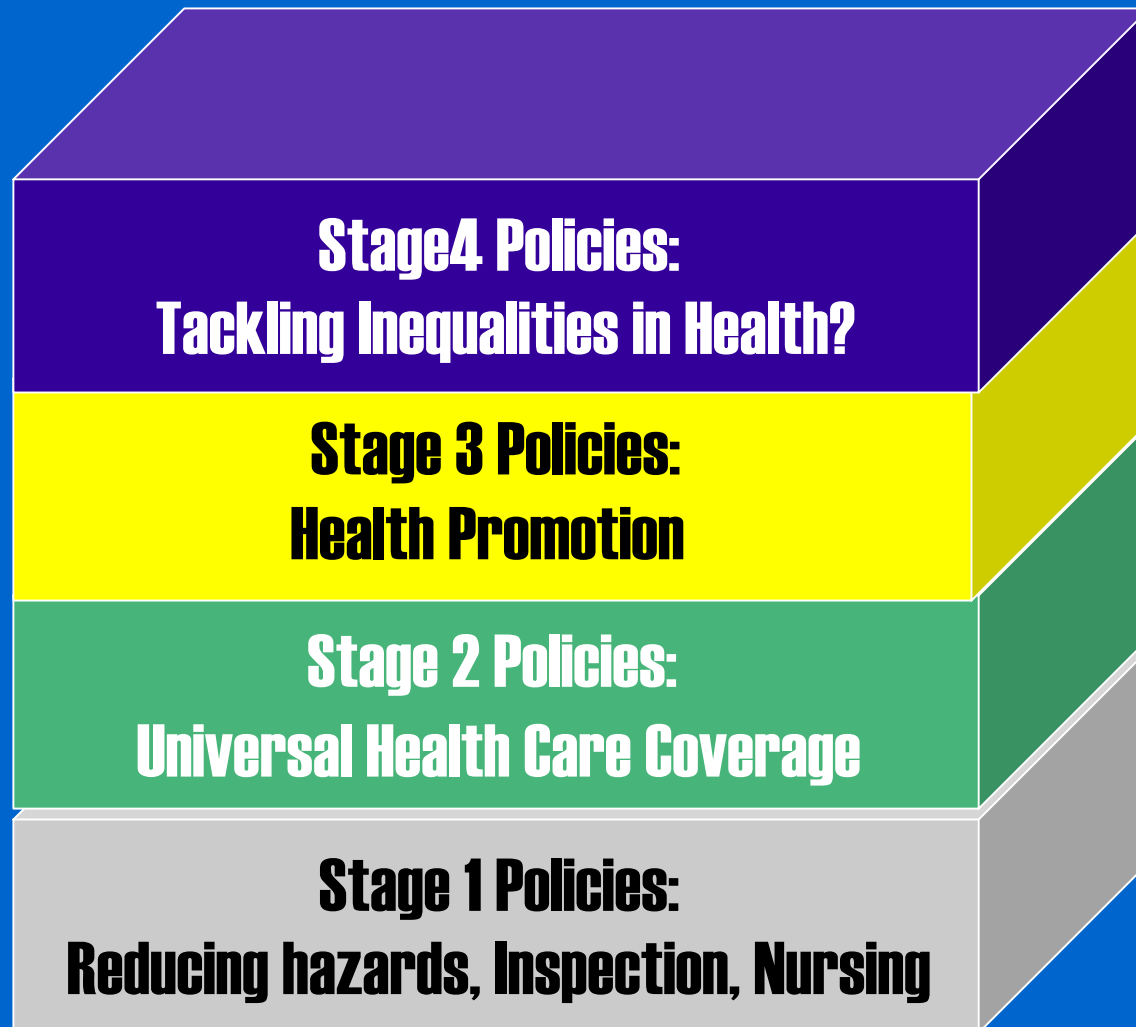 Stage4 Policies:
Tackling Inequalities in Health?
Stage 3 Policies:
Health Promotion
Stage 2 Policies:
Universal Health Care Coverage
Stage 1 Policies:
Reducing hazards, Inspection, Nursing